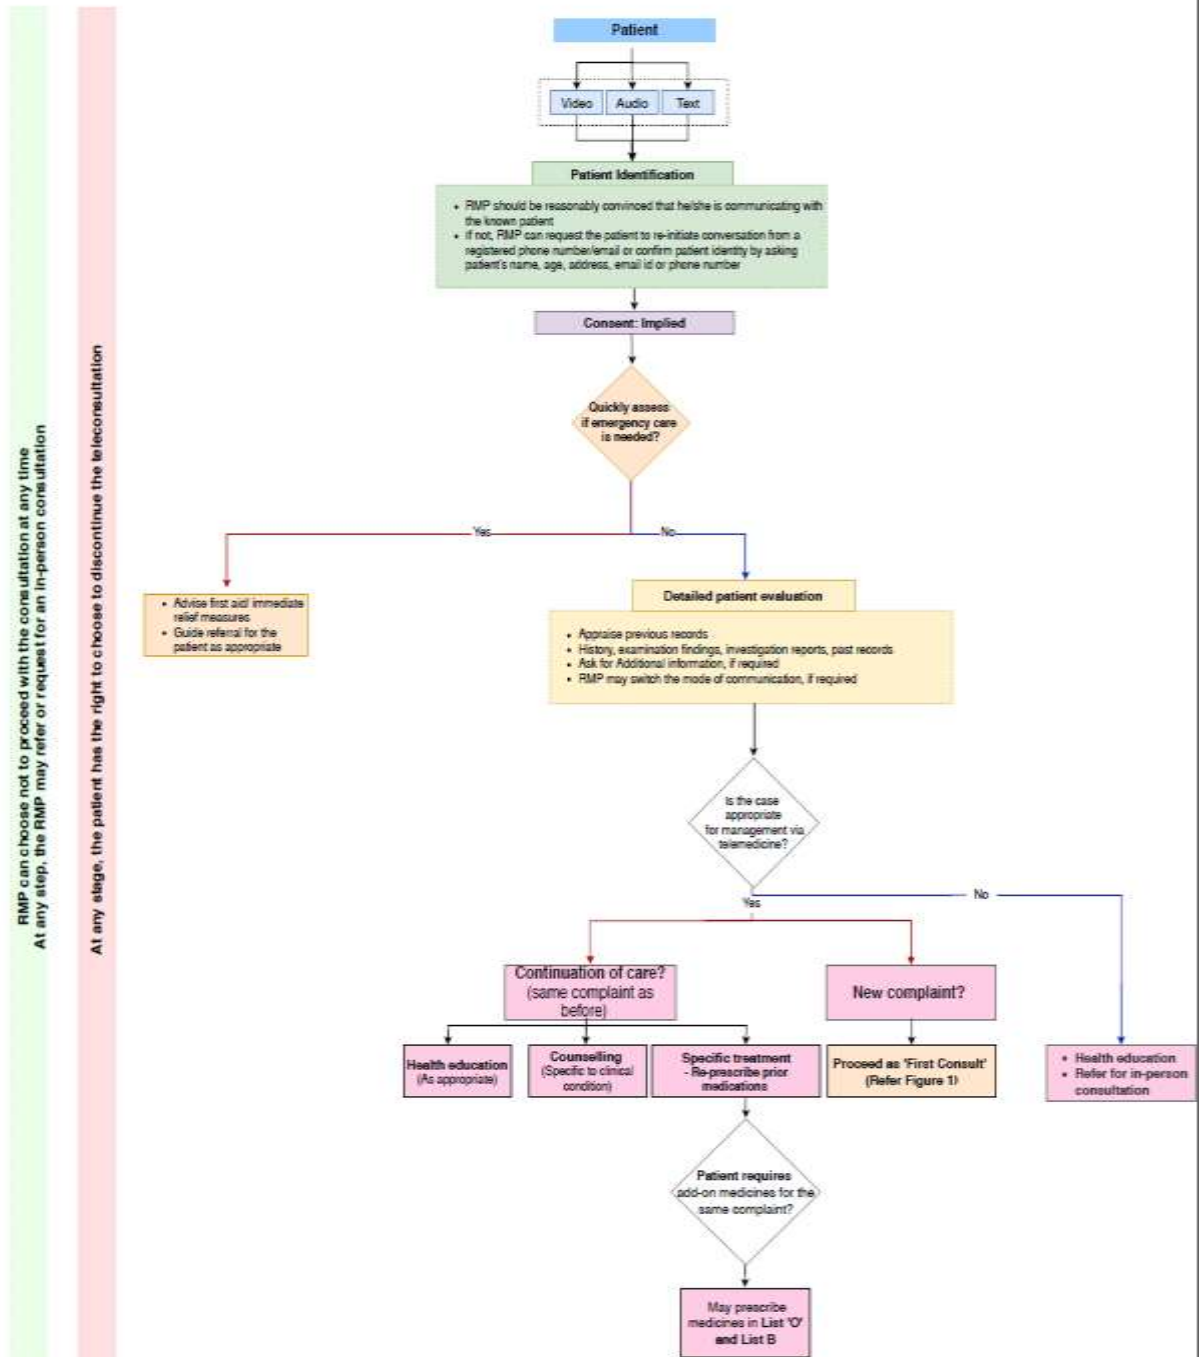 RMP can choose not to proceed with the consultation at any time
At any step, the RMP may refer or request for an in-person consultation
At any stage, the patient has the right to choose to discontinue the teleconsultation
Patient
Video
Audio
Text
Patient Identification
• RMP should be reasonably convinced that he/she is communicating with
the known patient
• If not, RMP can request the patient to re-initiate conversation from a
registered phone number/email or confirm patient identity by asking
patient's name, age, address, email id or phone number
Consent: Implied
Quickly assess
if emergency care
is needed?
Yes
No
• Advise first aid/ immediate
relief measures
• Guide referral for the
patient as appropriate
Detailed patient evaluation
• Appraise previous records
• History, examination findings, investigation reports, past records
• Ask for Additional information, if required
• RMP may switch the mode of communication, if required
Is the case
appropriate
for management via
telemedicine?
Yes
No
Continuation of care?
(same complaint as
before)
New complaint?
Health education
(As appropriate)
Counselling
(Specific to clinical
condition)
Specific treatment
- Re-prescribe prior
medications
Proceed as 'First Consult'
(Refer Figure 1)
• Health education
• Refer for in-person
consultation
Patient requires
add-on medicines for the
same complaint?
May prescribe
medicines in List 'O'
and List B